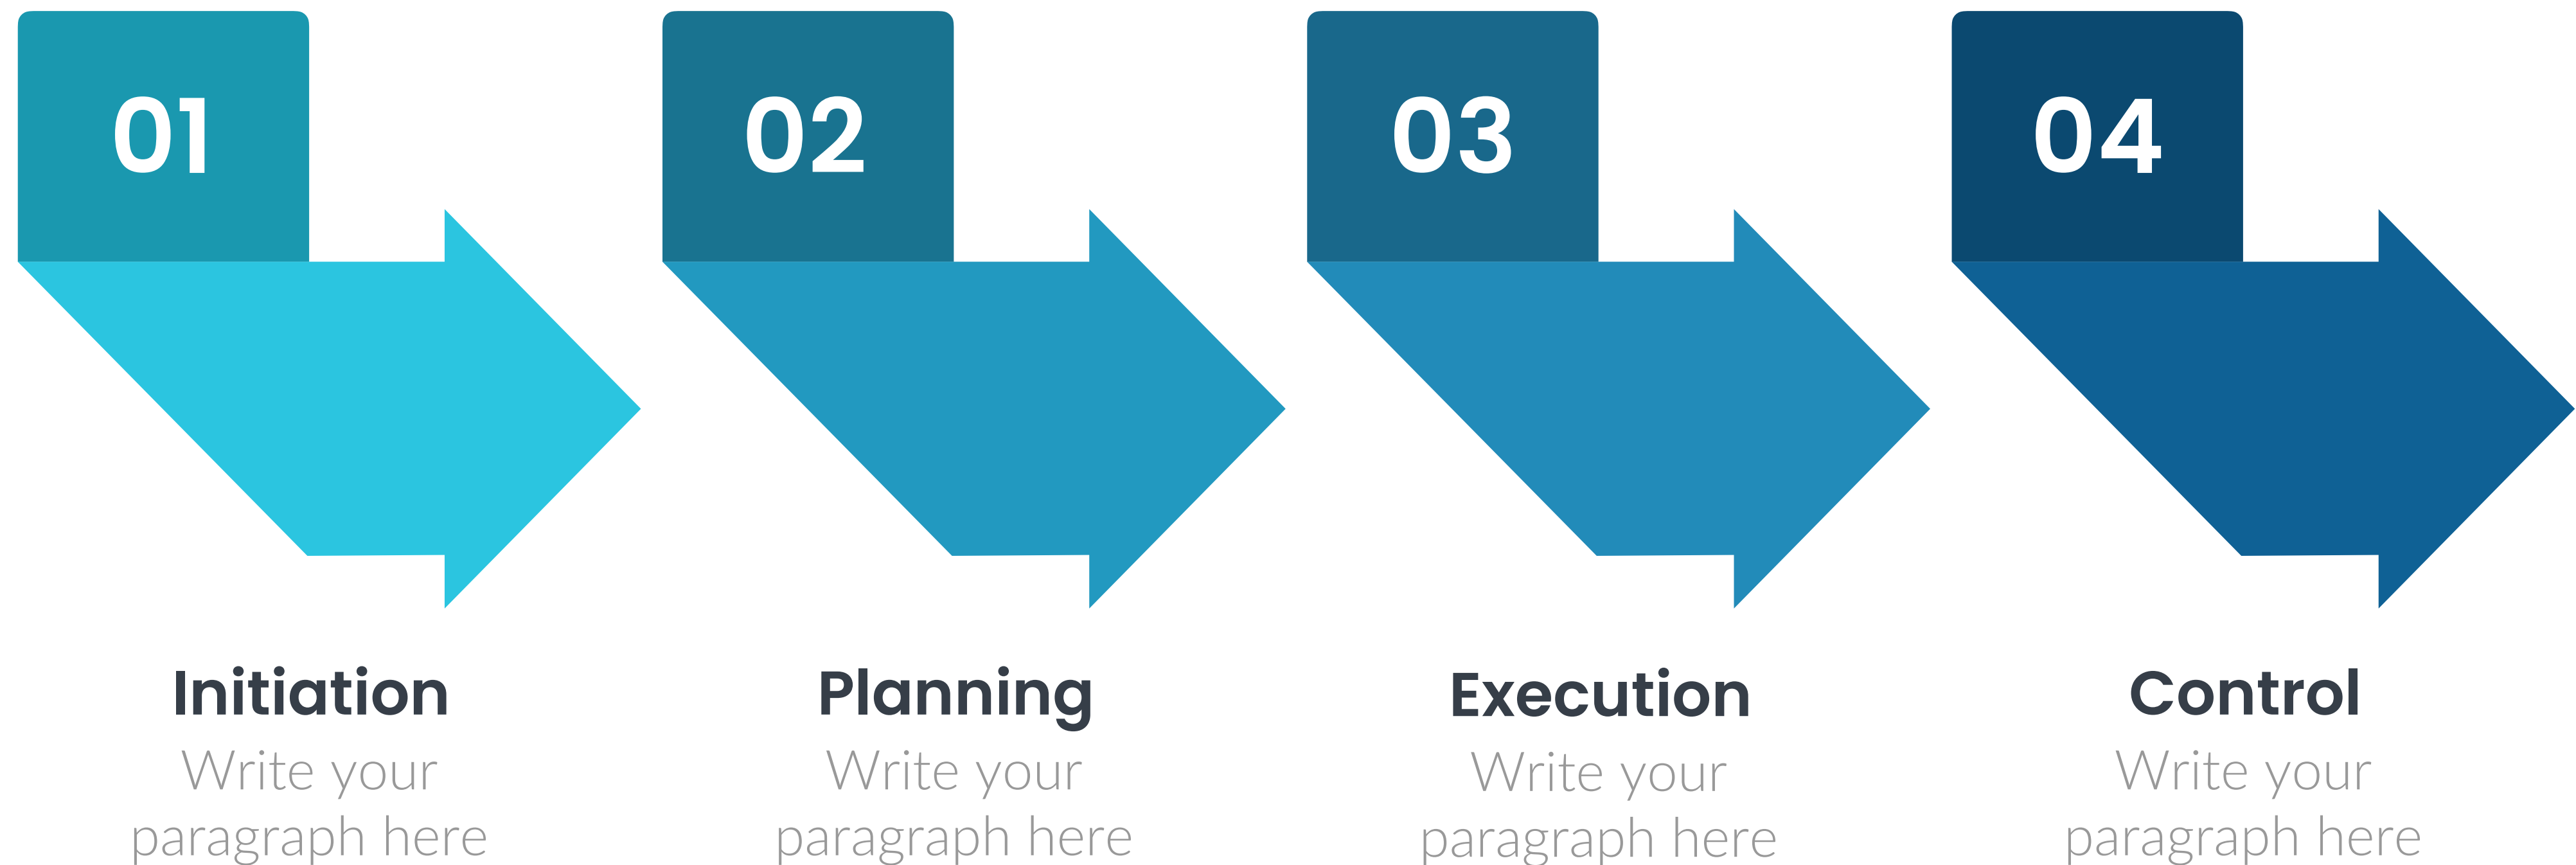 01
02
03
04
Initiation
Write your
paragraph here
Planning
Write your
paragraph here
Execution
Write your
paragraph here
Control
Write your
paragraph here